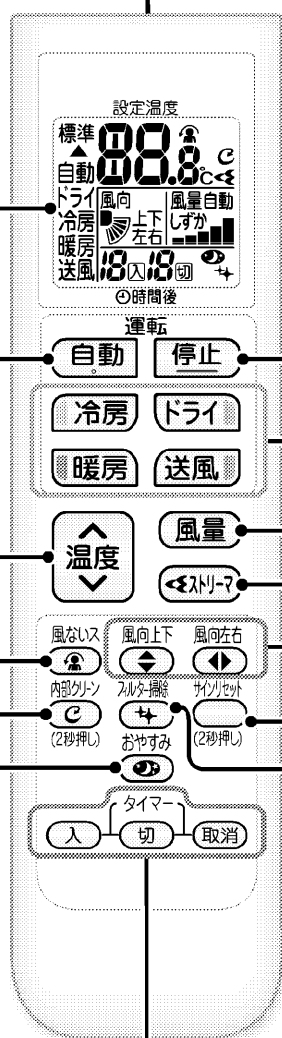 設定温度
標準
88.8℃
自動
ドライ 風向 風量自動
冷房 上下 しずか
暖房 左右
送風 18入18切
時間後
運転
自動 停止
冷房 ドライ
暖房 送風
風量
温度
ストリーマ
風ないス 風向上下 風向左右
内部クリーン フィルター掃除 サインリセット
(2秒押し) (2秒押し)
おやすみ
タイマー
入 切 取消